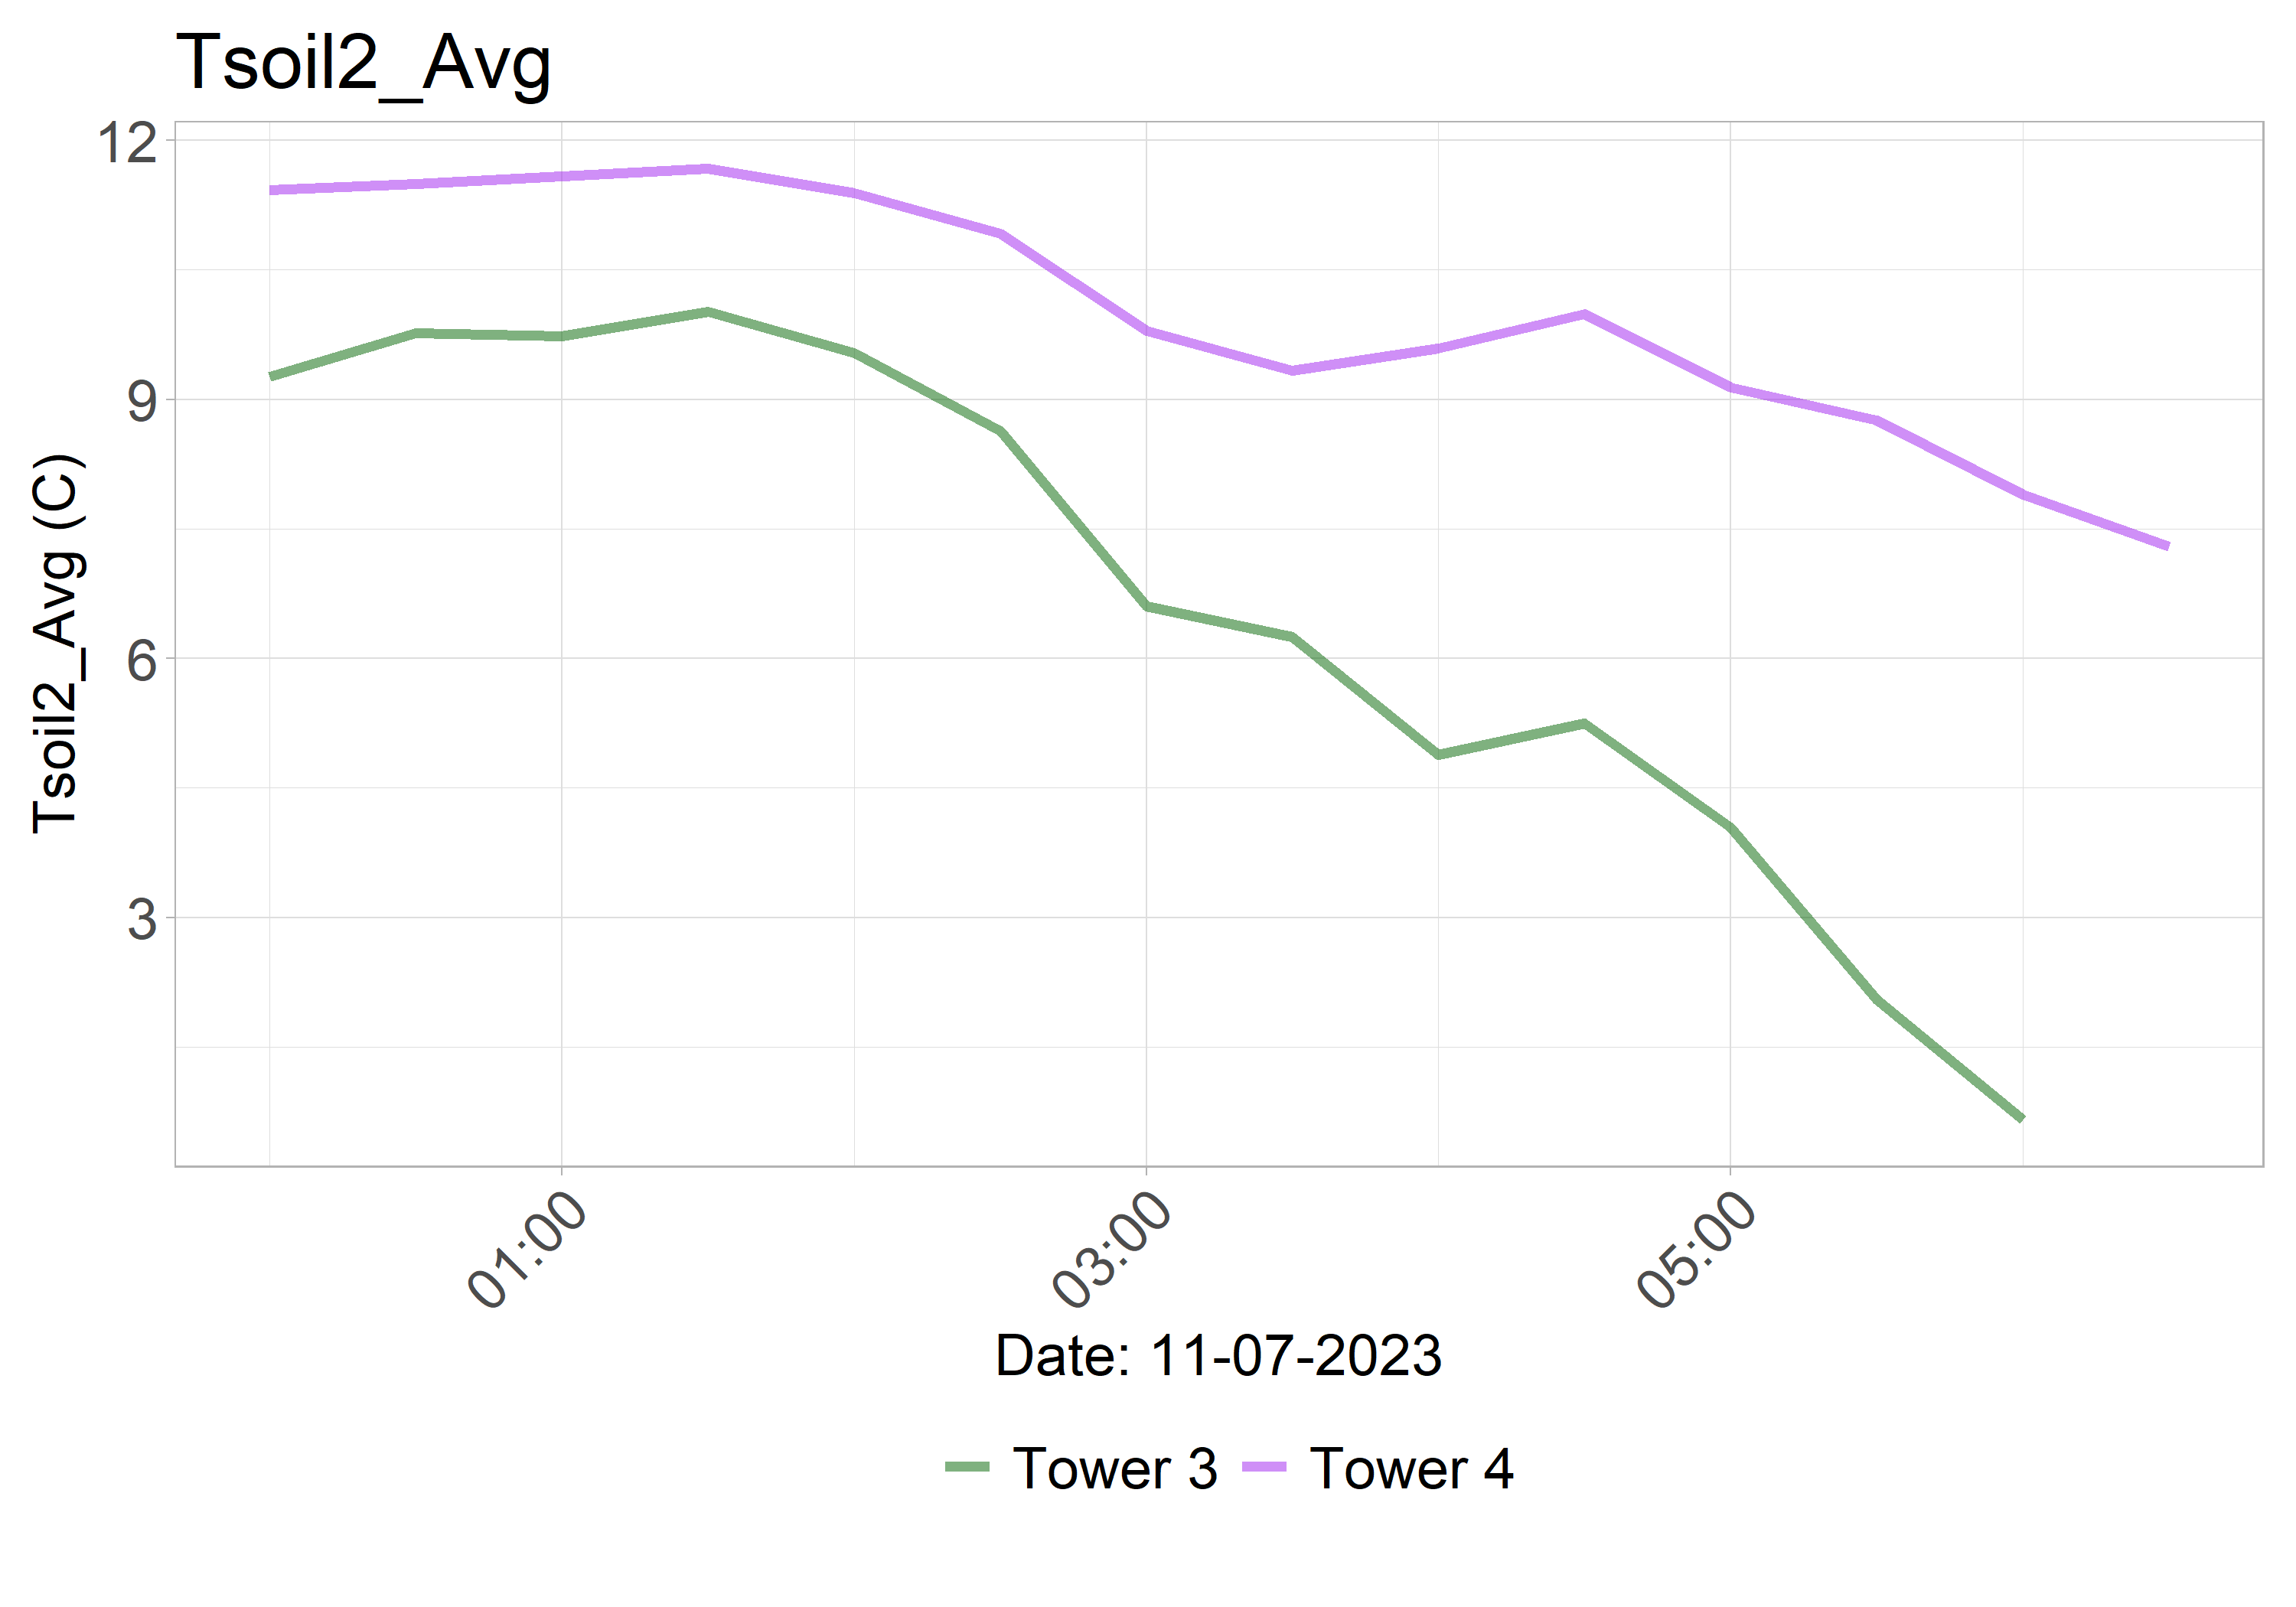 Tsoil2_Avg
12
9
6
3
Tsoil2_Avg (C)
01:00
03:00
05:00
Date: 11-07-2023
Tower 3
Tower 4